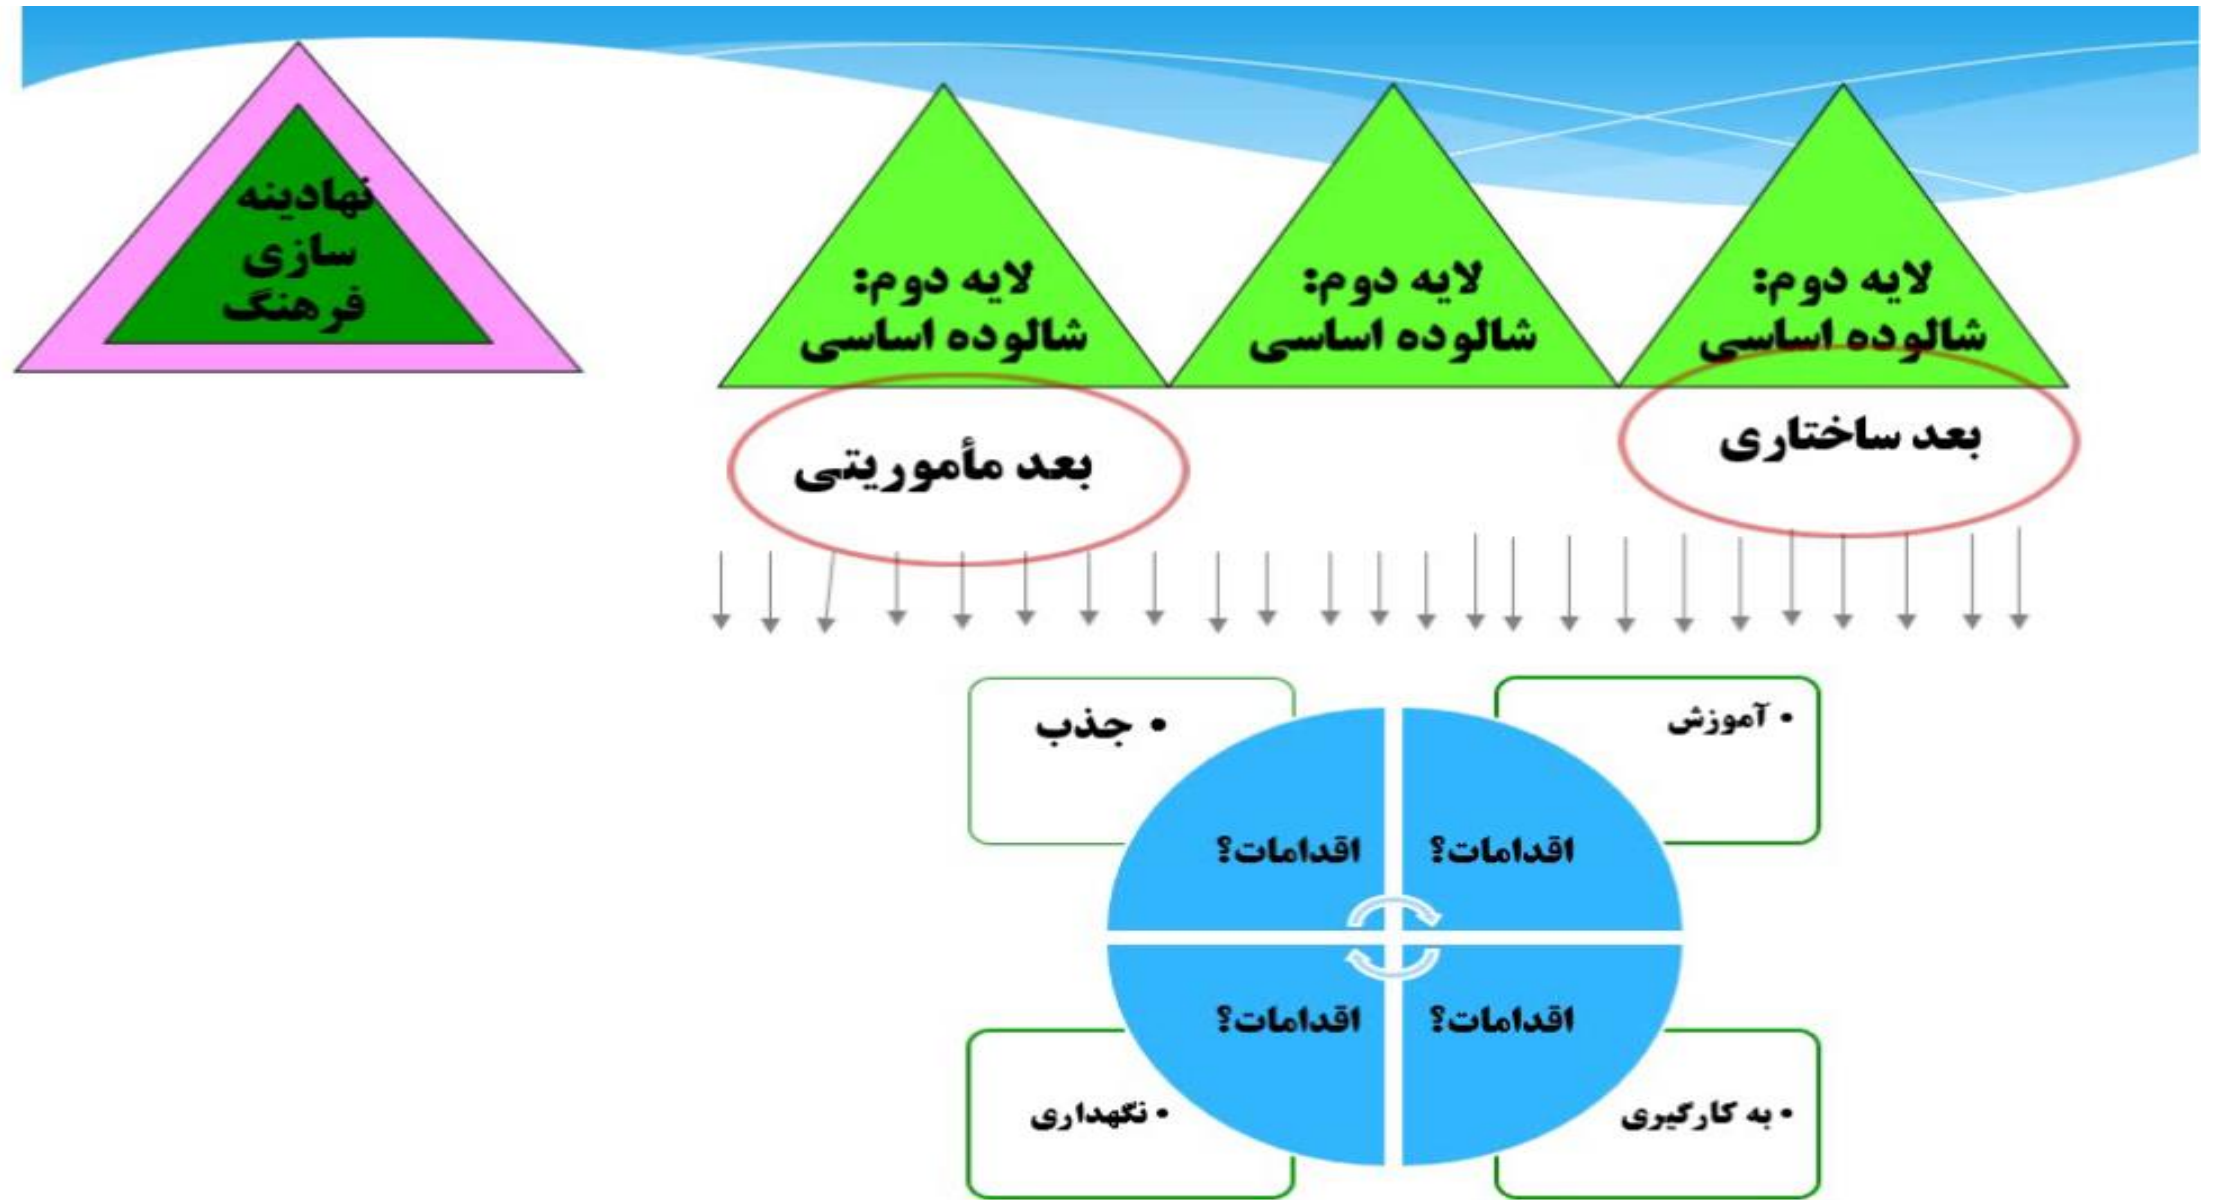 نهادینه
سازی
فرهنگ
لایه دوم:
شالوده اساسی
لایه دوم:
شالوده اساسی
لایه دوم:
شالوده اساسی
بعد ساختاری
بعد مأموریتی
• آموزش
• جذب
اقدامات؟
اقدامات؟
اقدامات؟
اقدامات؟
• به کارگیری
• نگهداری